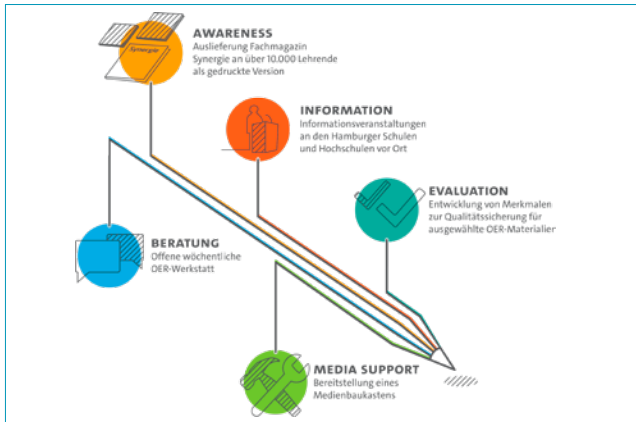 Synergie
AWARENESS
Auslieferung Fachmagazin
Synergie an über 10.000 Lehrende
als gedruckte Version
INFORMATION
Informationsveranstaltungen
an den Hamburger Schulen
und Hochschulen vor Ort
EVALUATION
Entwicklung von Merkmalen
zur Qualitätssicherung für
ausgewählte OER-Materialier
BERATUNG
Offene wöchentliche
OER-Werkstatt
MEDIA SUPPORT
Bereitstellung eines
Medienbaukastens